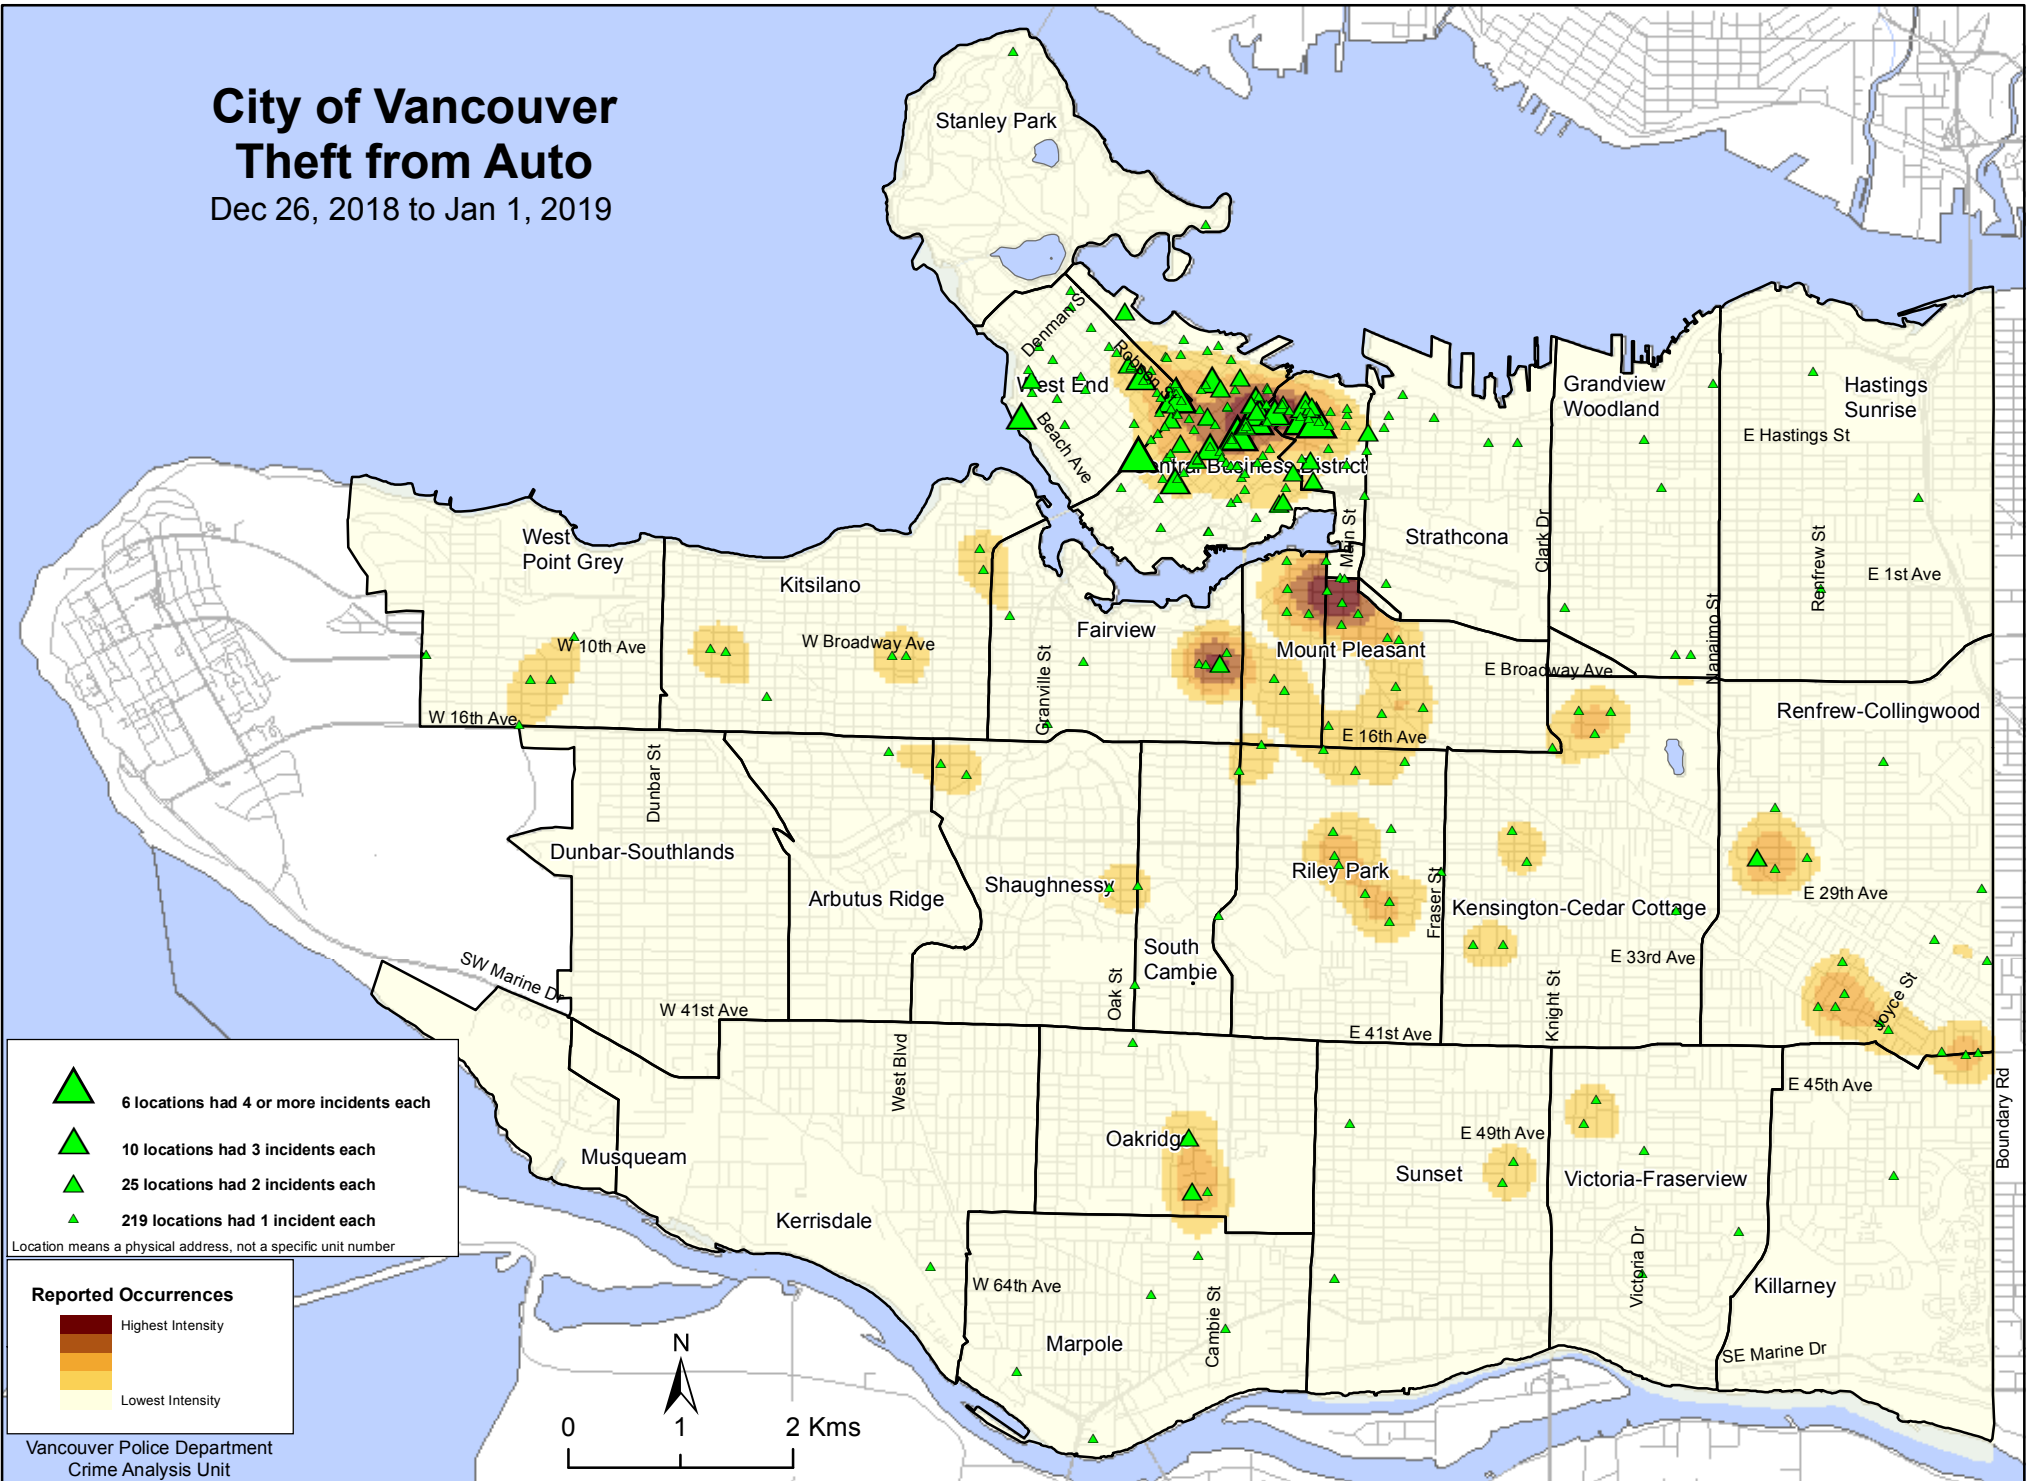 City of Vancouver
Theft from Auto
Dec 26, 2018 to Jan 1, 2019
Stanley Park
Denman S
Robson St
West End
Beach Ave
Central Business District
Grandview
Woodland
Hastings
Sunrise
E Hastings St
West
Point Grey
Kitsilano
Fairview
Main St
Strathcona
Clark Dr
Renfrew St
E 1st Ave
Nanaimo St
W 10th Ave
W Broadway Ave
Granville St
Mount Pleasant
E Broadway Ave
W 16th Ave
E 16th Ave
Renfrew-Collingwood
Dunbar St
Dunbar-Southlands
Arbutus Ridge
Shaughnessy
South
Cambie
Oak St
Riley Park
Fraser St
Kensington-Cedar Cottage
E 29th Ave
E 33rd Ave
Knight St
Joyce St
SW Marine Dr
W 41st Ave
E 41st Ave
West Blvd
E 45th Ave
Boundary Rd
Musqueam
Oakridge
E 49th Ave
Sunset
Victoria-Fraserview
Kerrisdale
W 64th Ave
Victoria Dr
Killarney
Marpole
Cambie St
SE Marine Dr
6 locations had 4 or more incidents each
10 locations had 3 incidents each
25 locations had 2 incidents each
219 locations had 1 incident each
Location means a physical address, not a specific unit number
Reported Occurrences
Highest Intensity
Lowest Intensity
Vancouver Police Department
Crime Analysis Unit
N
0 1 2 Kms